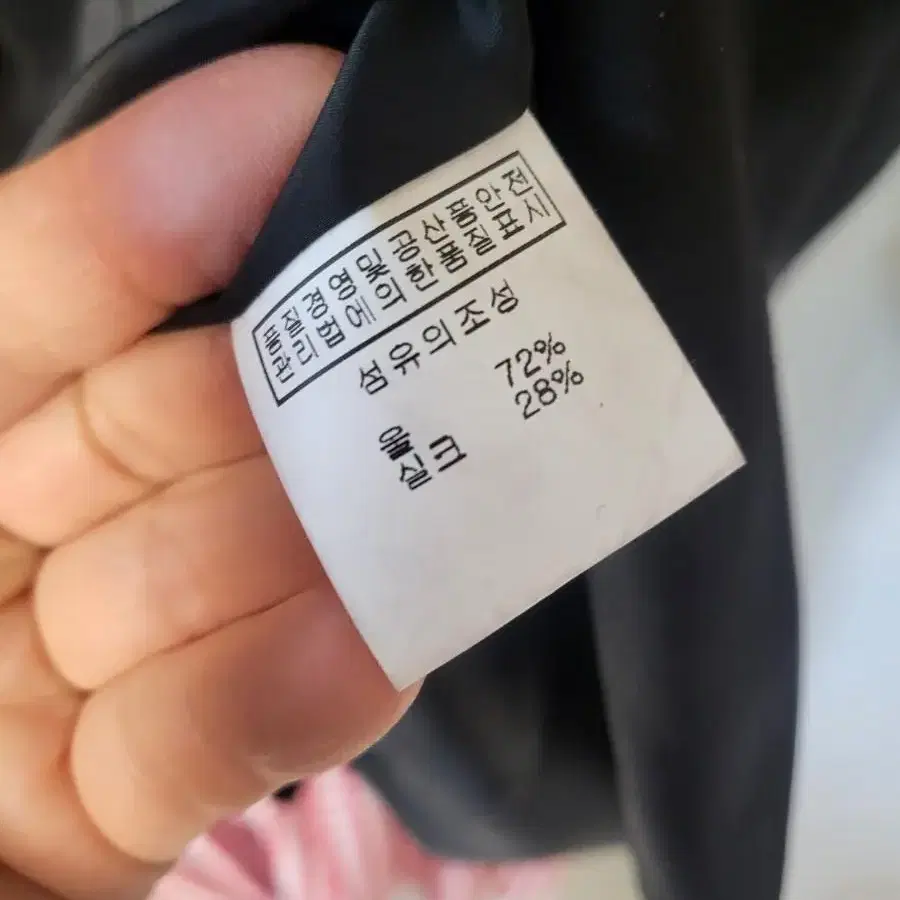 품질경영및공산품안전
관리법에의한품질표시
섬유의조성
울 72%
실크 28%